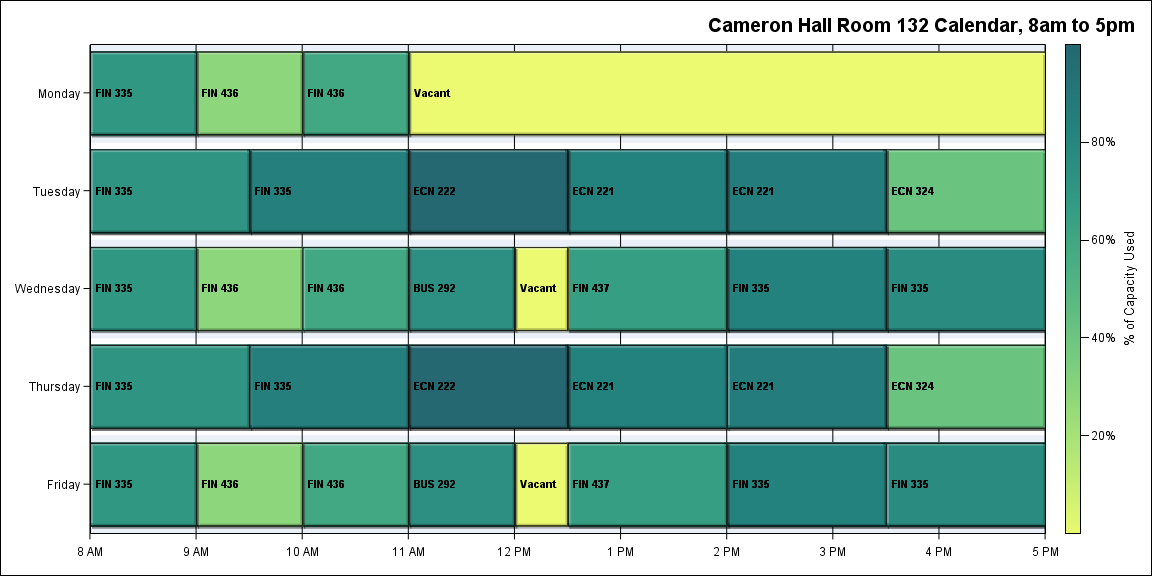 Cameron Hall Room 132 Calendar, 8am to 5pm
Monday
FIN 335
FIN 436
FIN 436
Vacant
Tuesday
FIN 335
FIN 335
ECN 222
ECN 221
ECN 221
ECN 324
Wednesday
FIN 335
FIN 436
FIN 436
BUS 292
Vacant
FIN 437
FIN 335
FIN 335
Thursday
FIN 335
FIN 335
ECN 222
ECN 221
ECN 221
ECN 324
Friday
FIN 335
FIN 436
FIN 436
BUS 292
Vacant
FIN 437
FIN 335
FIN 335
8 AM
9 AM
10 AM
11 AM
12 PM
1 PM
2 PM
3 PM
4 PM
5 PM
80%
60%
40%
20%
% of Capacity Used